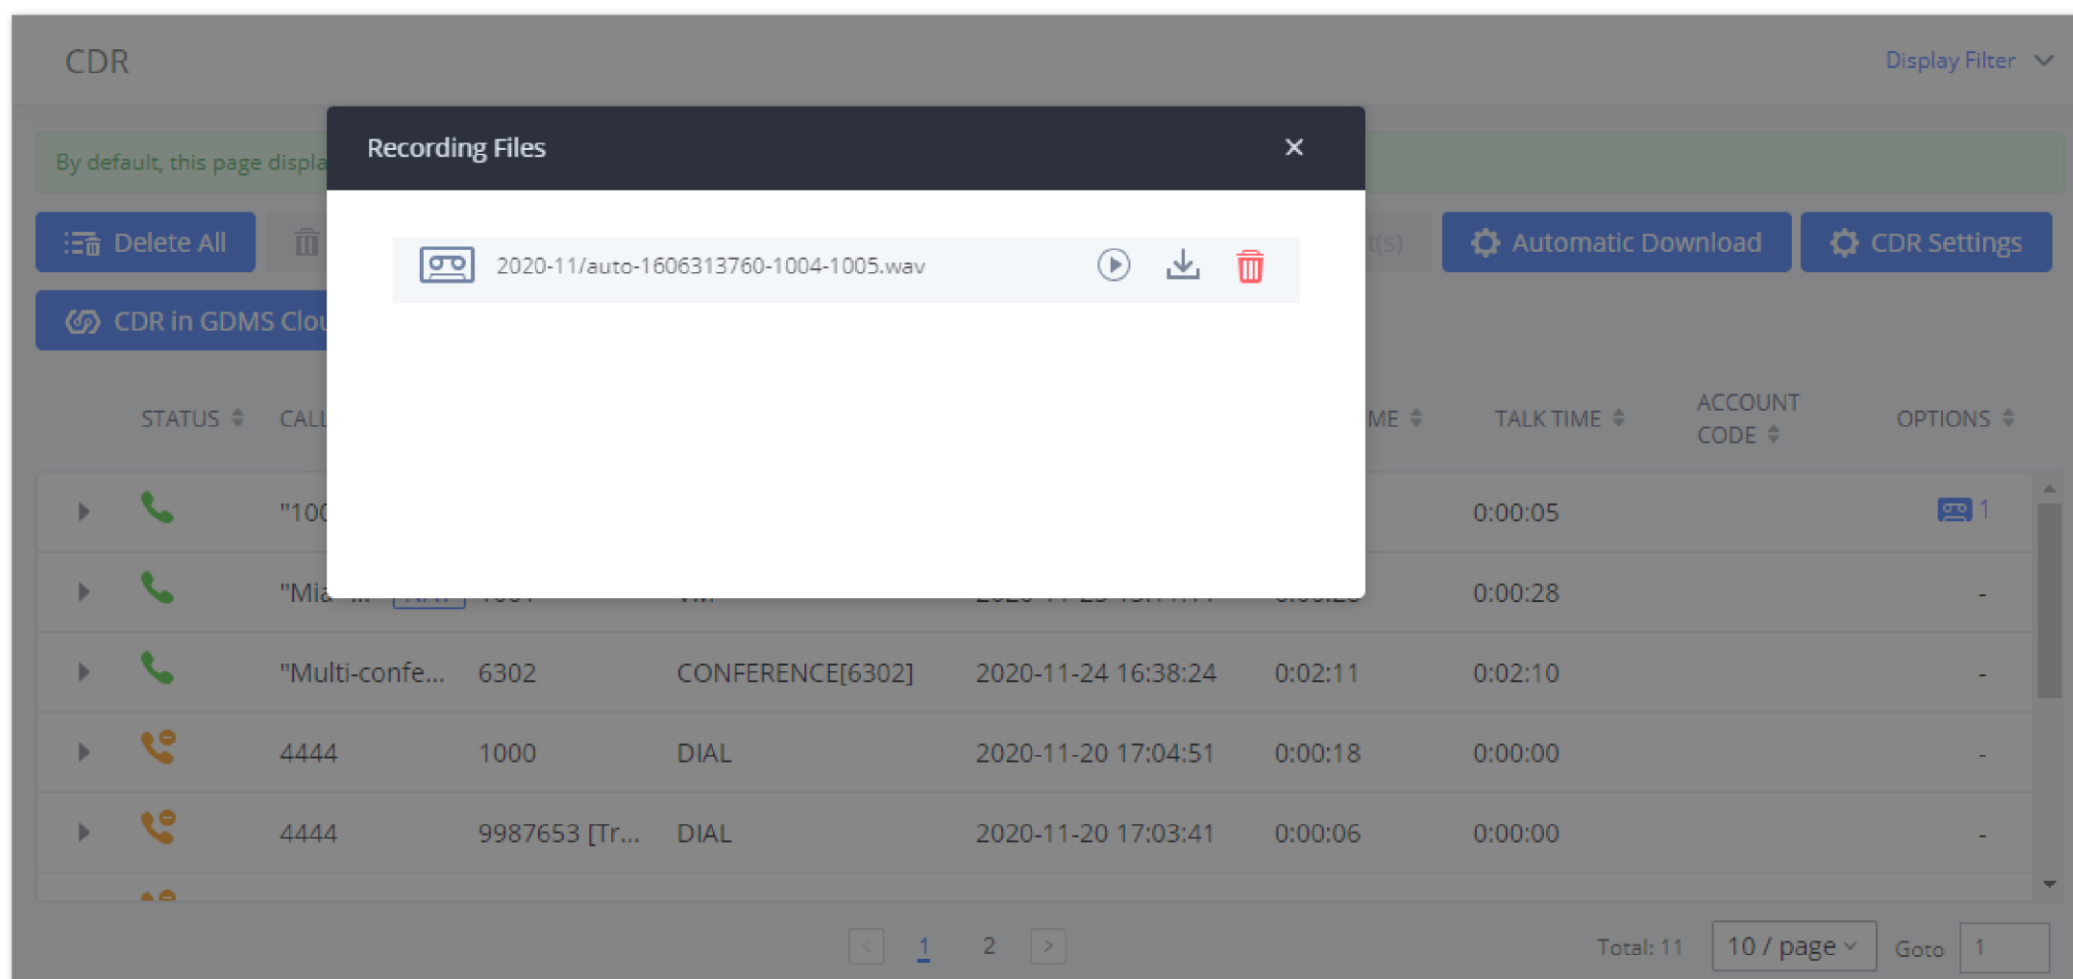 CDR
Display Filter
Recording Files
By default, this page displa
2020-11/auto-1606313760-1004-1005.wav
Delete All
t(s)
Automatic Download
CDR Settings
CDR in GDMS Clou
STATUS CALL ME TALK TIME ACCOUNT CODE OPTIONS
"100 0:00:05 1
"Mia 0:00:28 -
"Multi-confe... 6302 CONFERENCE[6302] 2020-11-24 16:38:24 0:02:11 0:02:10 -
4444 1000 DIAL 2020-11-20 17:04:51 0:00:18 0:00:00 -
4444 9987653 [Tr... DIAL 2020-11-20 17:03:41 0:00:06 0:00:00 -
< 1 2 > Total: 11 10 / page Goto 1